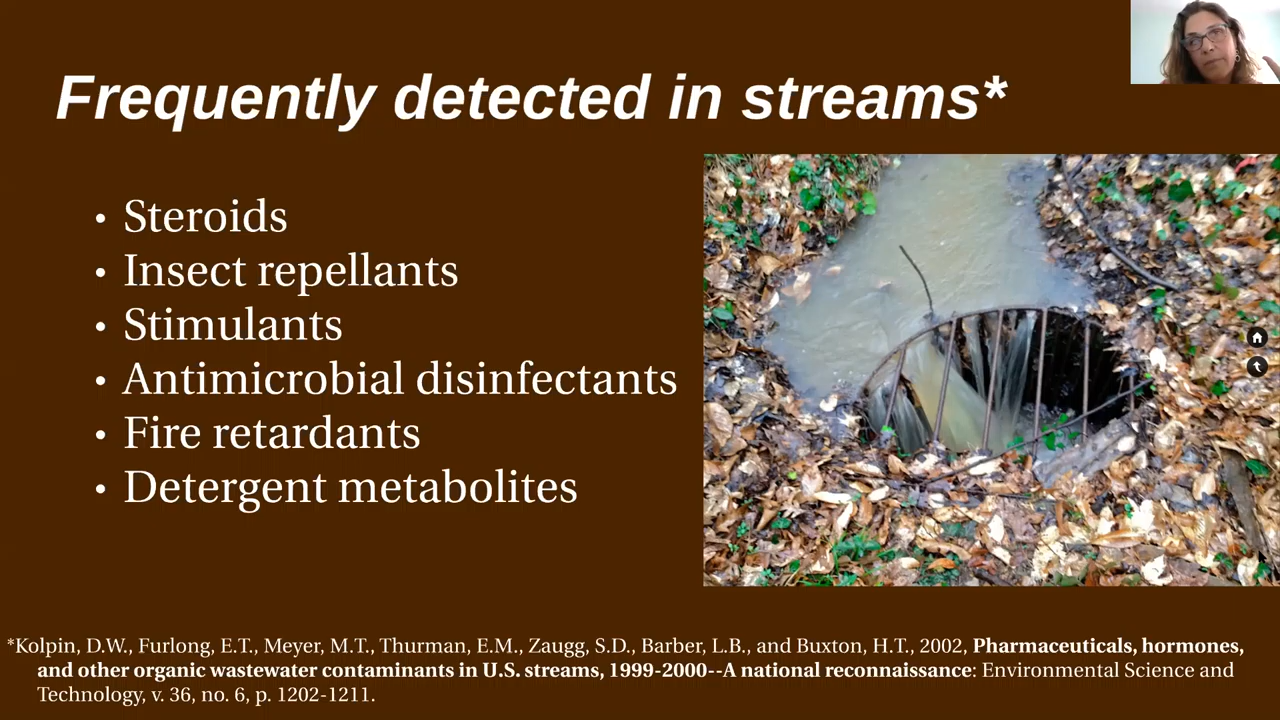 Frequently detected in streams*
• Steroids
• Insect repellants
• Stimulants
• Antimicrobial disinfectants
• Fire retardants
• Detergent metabolites
*Kolpin, D.W., Furlong, E.T., Meyer, M.T., Thurman, E.M., Zaugg, S.D., Barber, L.B., and Buxton, H.T., 2002, Pharmaceuticals, hormones,
and other organic wastewater contaminants in U.S. streams, 1999-2000--A national reconnaissance: Environmental Science and
Technology, v. 36, no. 6, p. 1202-1211.